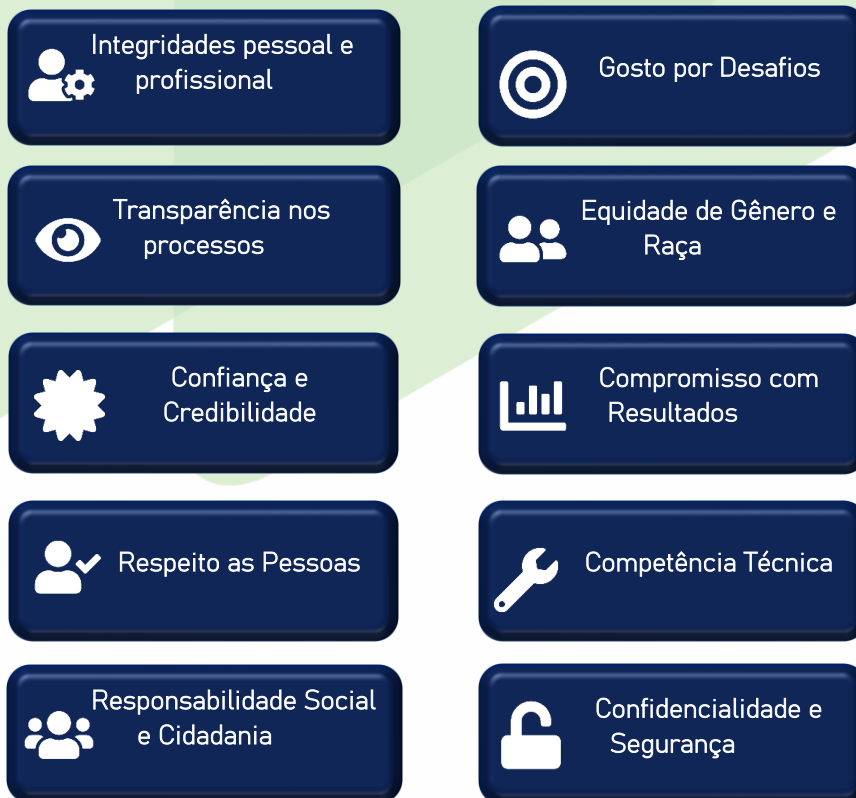 Integridades pessoal e
profissional
Gosto por Desafios
Transparência nos
processos
Equidade de Gênero e
Raça
Confiança e
Credibilidade
Compromisso com
Resultados
Respeito as Pessoas
Competência Técnica
Responsabilidade Social
e Cidadania
Confidencialidade e
Segurança